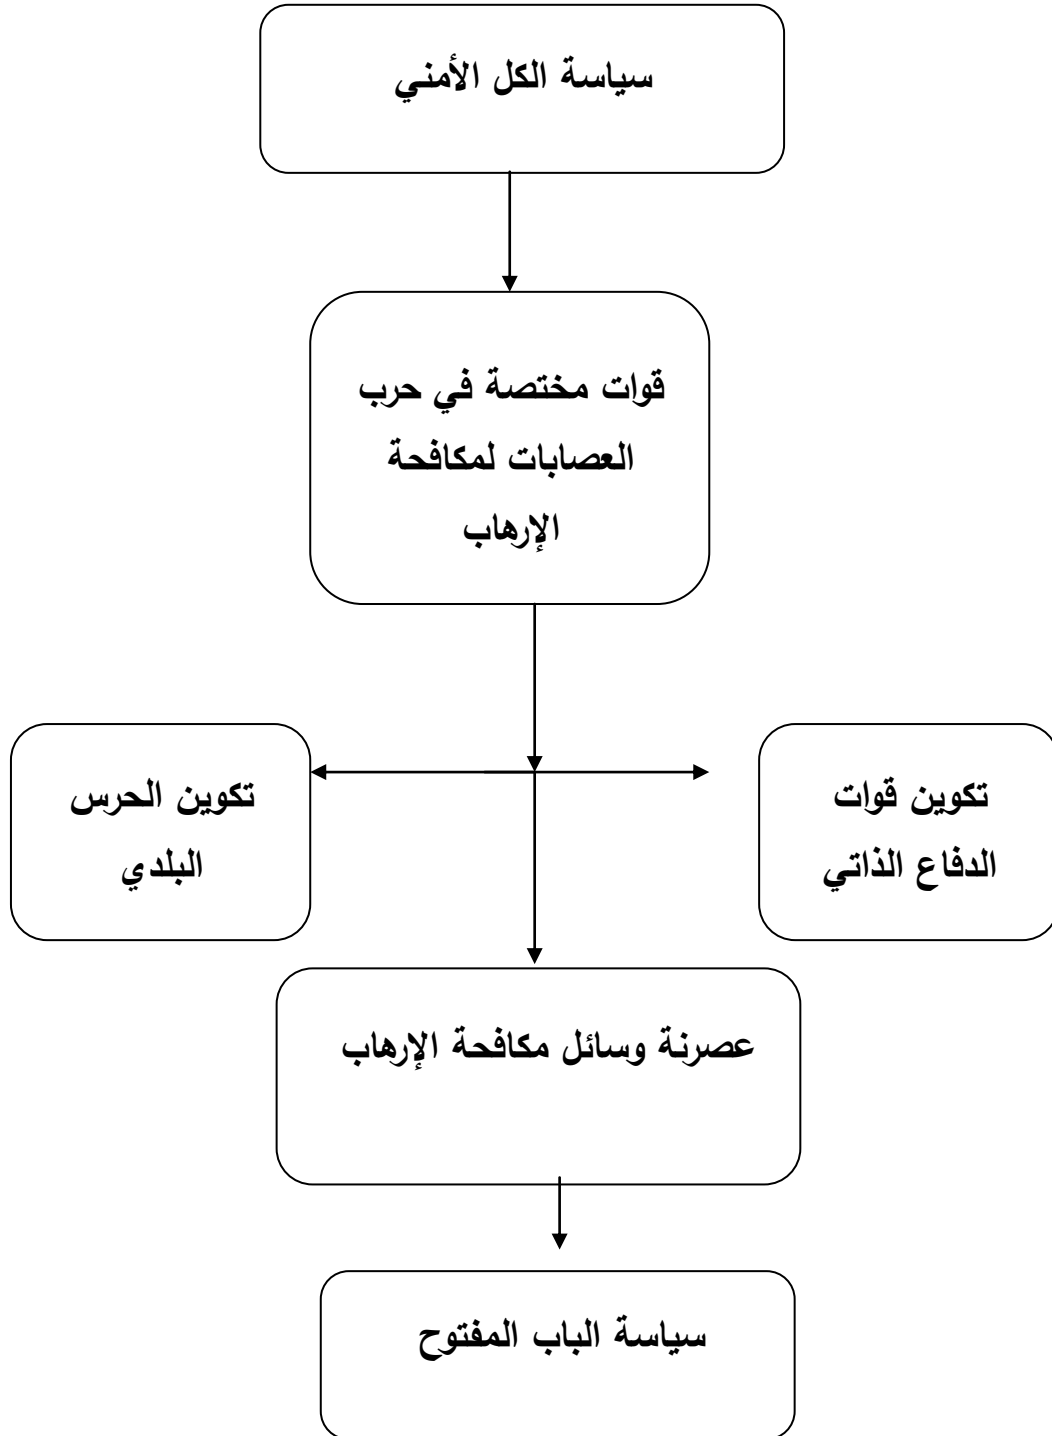 سياسة الكل الأمني
قوات مختصة في حرب
العصابات لمكافحة
الإرهاب
تكوين قوات
الدفاع الذاتي
تكوين الحرس
البلدي
عصرنة وسائل مكافحة الإرهاب
سياسة الباب المفتوح